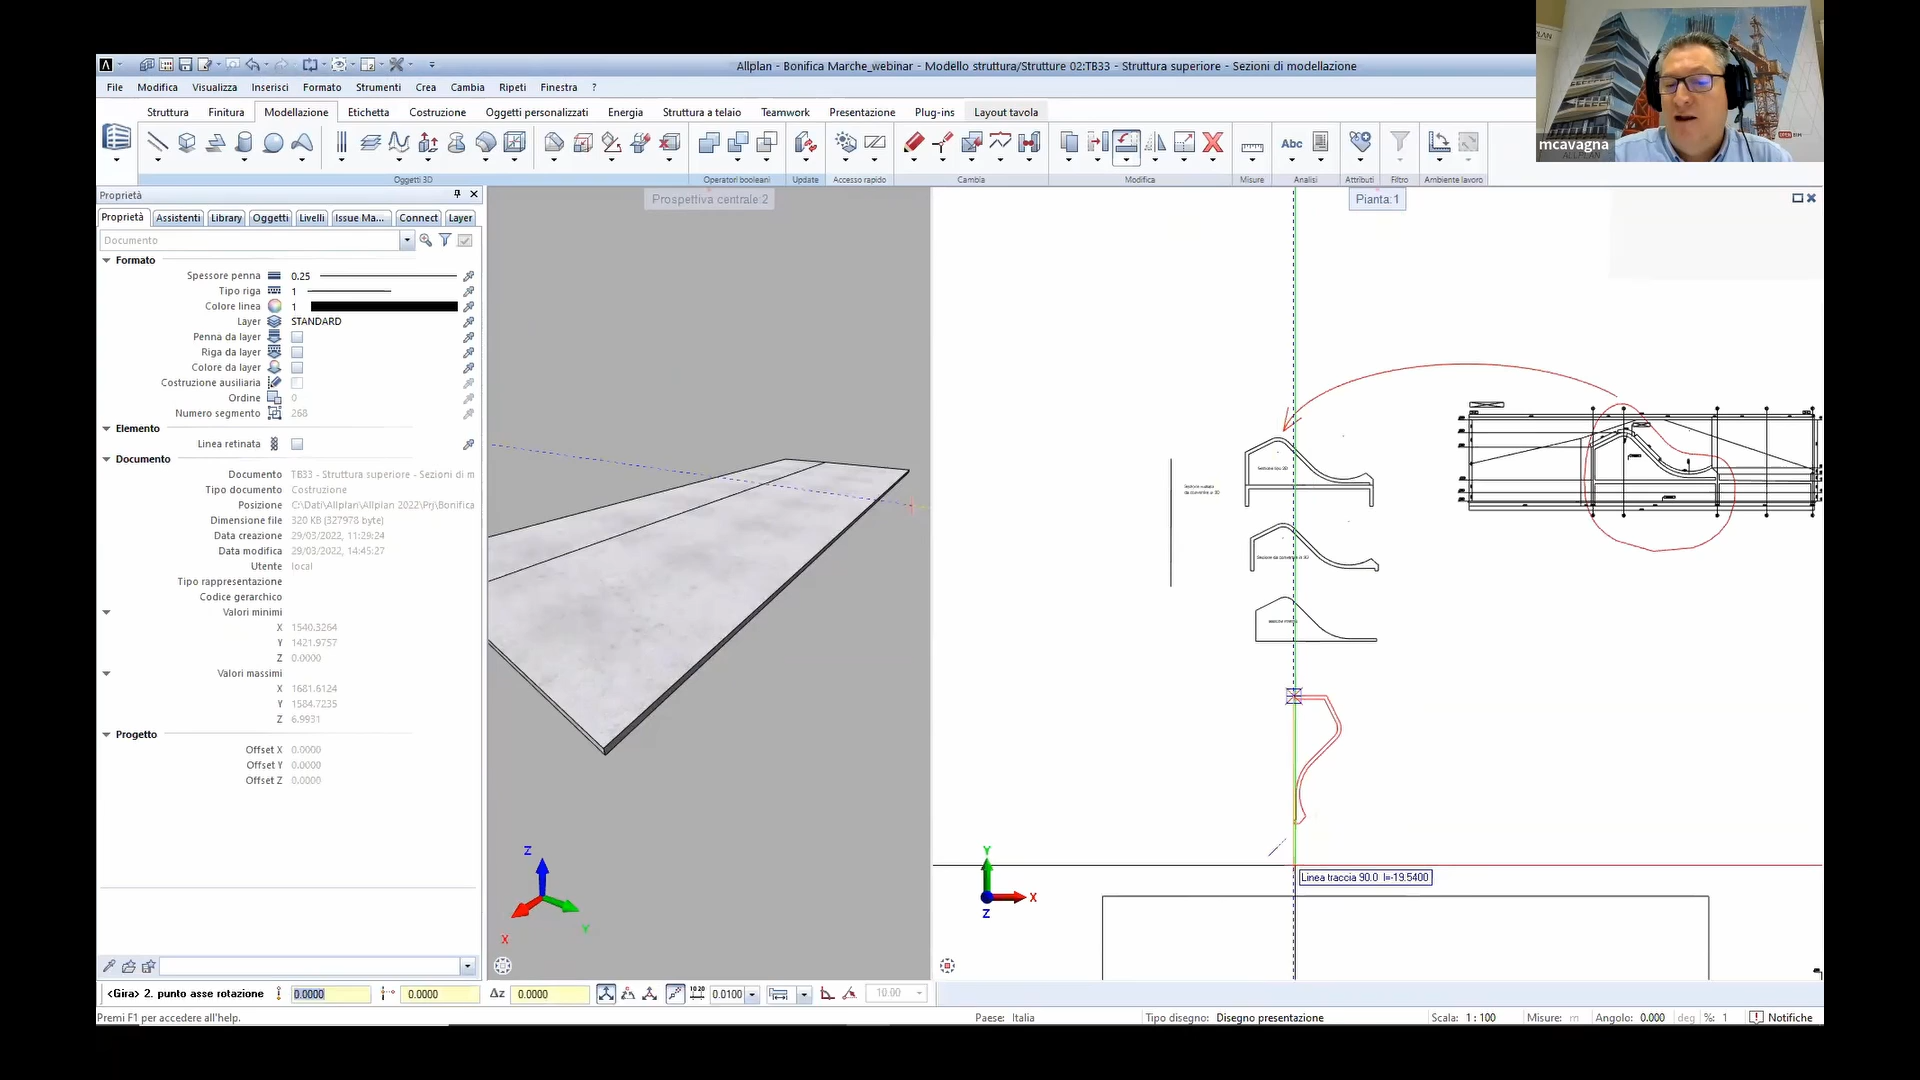 Allplan - Bonifica Marche_webinar - Modello struttura/Strutture 02:TB33 - Struttura superiore - Sezioni di modellazione
mcavagna
File Modifica Visualizza Inserisci Formato Strumenti Crea Cambia Ripeti Finestra ?
Struttura Finitura Modellazione Etichetta Costruzione Oggetti personalizzati Energia Struttura a telaio Teamwork Presentazione Plug-ins Layout tavola
Abc
Oggetti 3D Operatori booleani Update Accesso rapido Cambia Modifica Misure Analisi Attributi Filtro Ambiente lavoro
Proprietà
Proprietà Assistenti Library Oggetti Livelli Issue Ma... Connect Layer
Documento
Formato
Spessore penna 0.25
Tipo riga 1
Colore linea 1
Layer STANDARD
Penna da layer
Riga da layer
Colore da layer
Costruzione ausiliaria
Ordine 0
Numero segmento 268
Elemento
Linea retinata
Documento
Documento TB33 - Struttura superiore - Sezioni di m
Tipo documento Costruzione
Posizione C:\Dati\Allplan\Allplan 2022\Prj\Bonifica
Dimensione file 320 KB (327978 byte)
Data creazione 29/03/2022, 11:29:24
Data modifica 29/03/2022, 14:45:27
Utente local
Tipo rappresentazione
Codice gerarchico
Valori minimi
X 1540.3264
Y 1421.9757
Z 0.0000
Valori massimi
X 1681.6124
Y 1584.7235
Z 6.9931
Progetto
Offset X 0.0000
Offset Y 0.0000
Offset Z 0.0000
Prospettiva centrale:2
Z
X
Y
Pianta:1
Linea traccia 90.0 l=-19.5400
Y
X
Z
<Gira> 2. punto asse rotazione 0.0000 0.0000 Δz 0.0000 0.0100 10.00
Premi F1 per accedere all'help. Paese: Italia Tipo disegno: Disegno presentazione Scala: 1 : 100 Misure: m Angolo: 0.000 deg %: 1 Notifiche